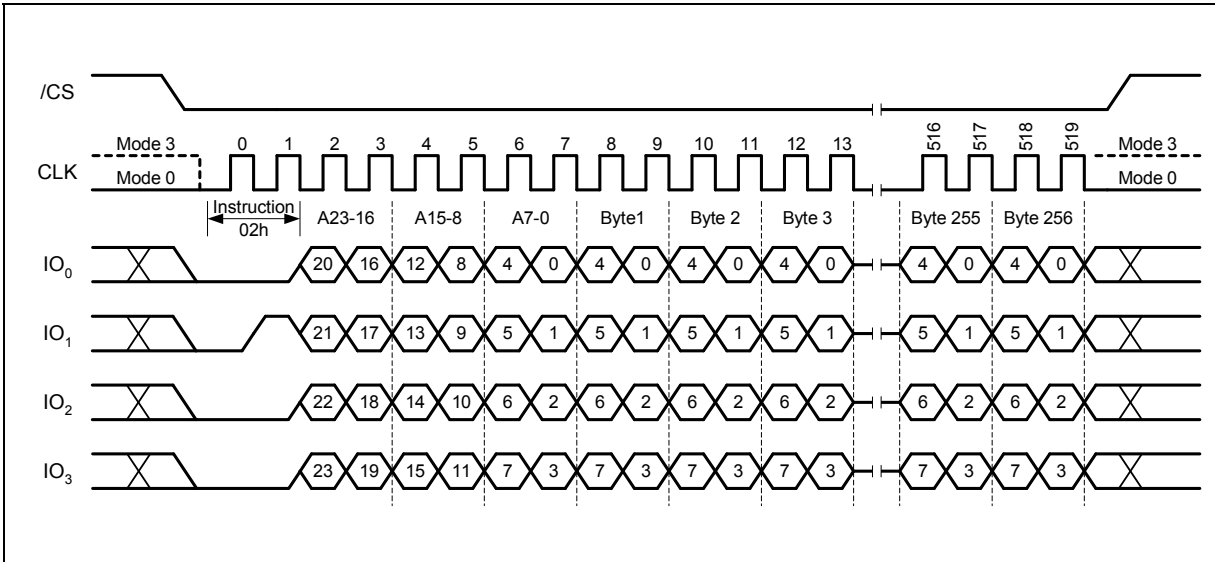 /CS
Mode 3 0 1 2 3 4 5 6 7 8 9 10 11 12 13 516 517 518 519 Mode 3
CLK Mode 0 Mode 0
Instruction
02h A23-16 A15-8 A7-0 Byte1 Byte 2 Byte 3 Byte 255 Byte 256
IO0 20 16 12 8 4 0 4 0 4 0 4 0 4 0 4 0
IO1 21 17 13 9 5 1 5 1 5 1 5 1 5 1 5 1
IO2 22 18 14 10 6 2 6 2 6 2 6 2 6 2 6 2
IO3 23 19 15 11 7 3 7 3 7 3 7 3 7 3 7 3